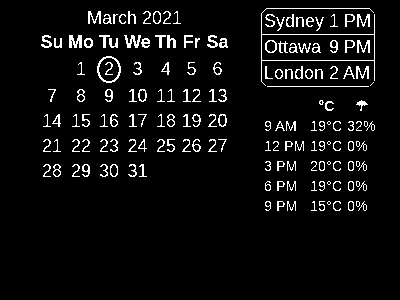 March 2021
Su Mo Tu We Th Fr Sa
1 2 3 4 5 6
7 8 9 10 11 12 13
14 15 16 17 18 19 20
21 22 23 24 25 26 27
28 29 30 31
Sydney 1 PM
Ottawa 9 PM
London 2 AM
°C ☂
9 AM 19°C 32%
12 PM 19°C 0%
3 PM 20°C 0%
6 PM 19°C 0%
9 PM 15°C 0%